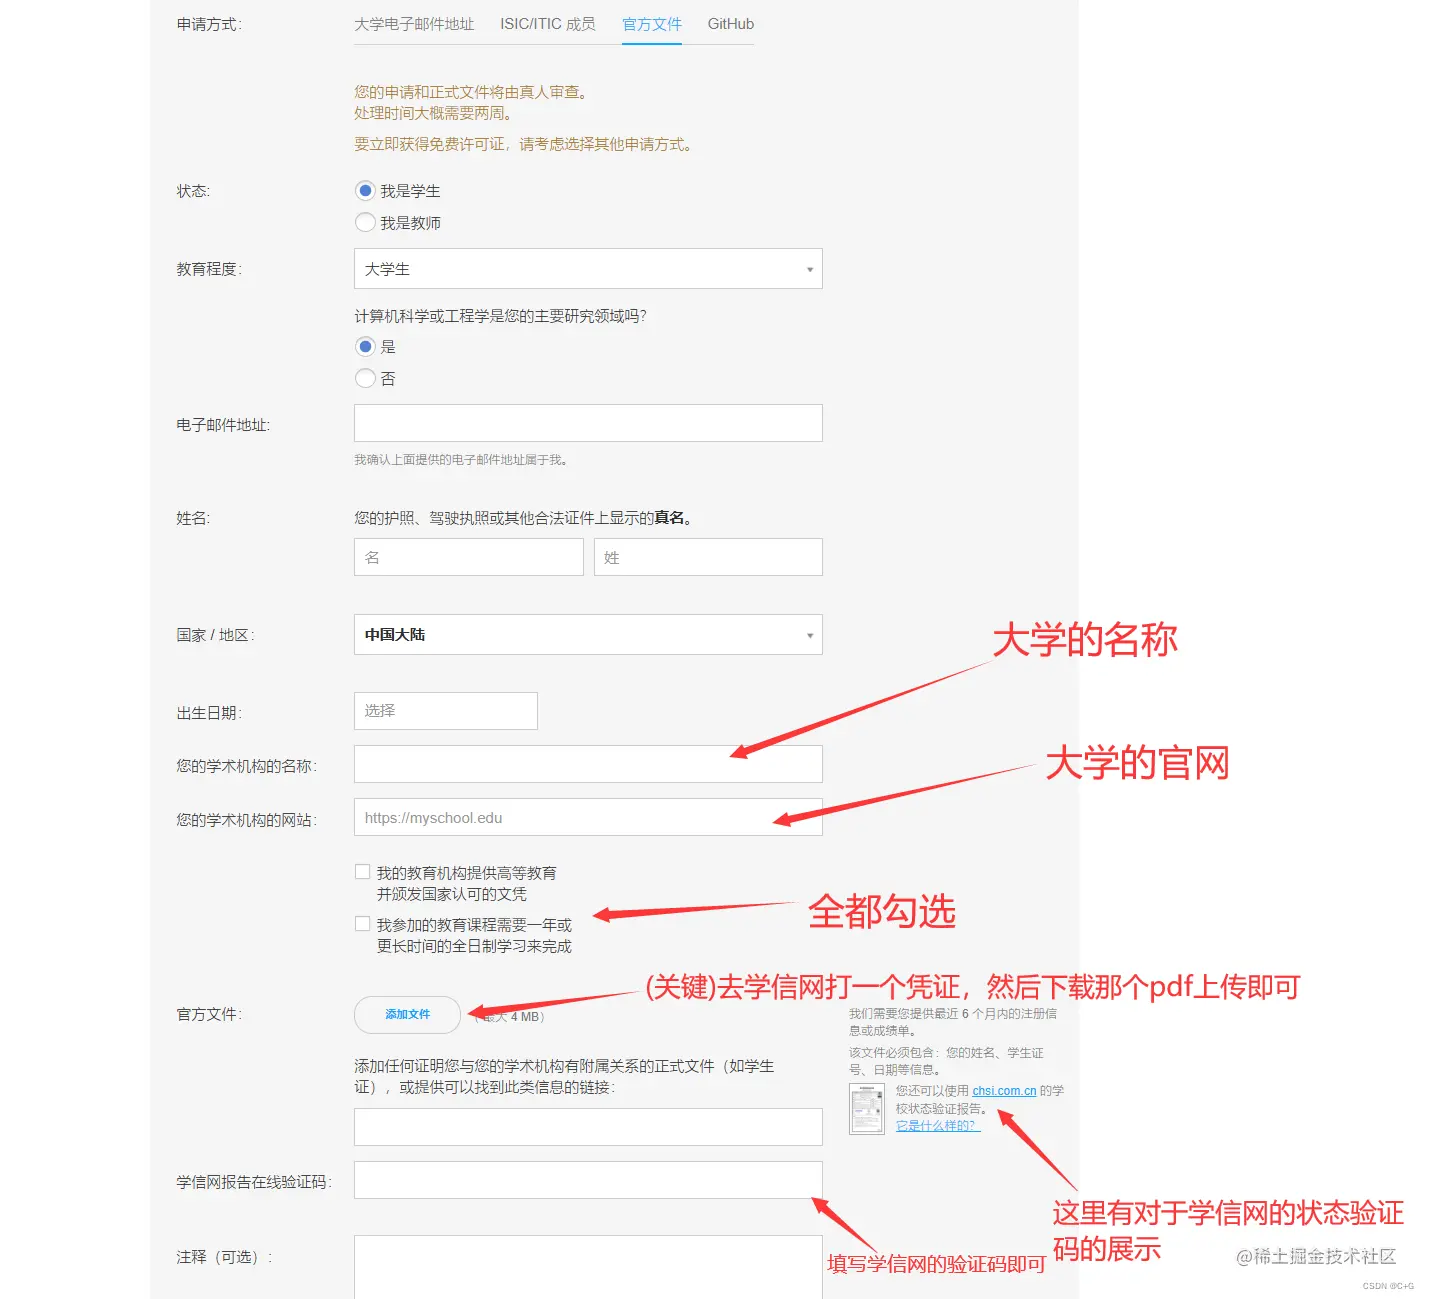 申请方式:
大学电子邮件地址 ISIC/ITIC 成员 官方文件 GitHub
您的申请和正式文件将由真人审查。
处理时间大概需要两周。
要立即获得免费许可证，请考虑选择其他申请方式。
状态:
我是学生
我是教师
教育程度:
大学生
计算机科学或工程学是您的主要研究领域吗?
是
否
电子邮件地址:
我确认上面提供的电子邮件地址属于我。
姓名:
您的护照、驾驶执照或其他合法证件上显示的真名。
名
姓
国家 / 地区:
中国大陆
大学的名称
出生日期:
选择
您的学术机构的名称:
大学的官网
您的学术机构的网站:
https://myschool.edu
我的教育机构提供高等教育
并颁发国家认可的文凭
我参加的教育课程需要一年或
更长时间的全日制学习来完成
全都勾选
(关键)去学信网打一个凭证，然后下载那个pdf上传即可
官方文件:
添加文件
（最大 4 MB）
我们需要您提供最近 6 个月内的注册信
息或成绩单。
该文件必须包含：您的姓名、学生证
号、日期等信息。
您还可以使用 chsi.com.cn 的学
校状态验证报告。
它是什么样的?
添加任何证明您与您的学术机构有附属关系的正式文件（如学生
证），或提供可以找到此类信息的链接:
学信网报告在线验证码:
这里有对于学信网的状态验证
码的展示
填写学信网的验证码即可
注释（可选）:
@稀土掘金技术社区
CSDN @C+G